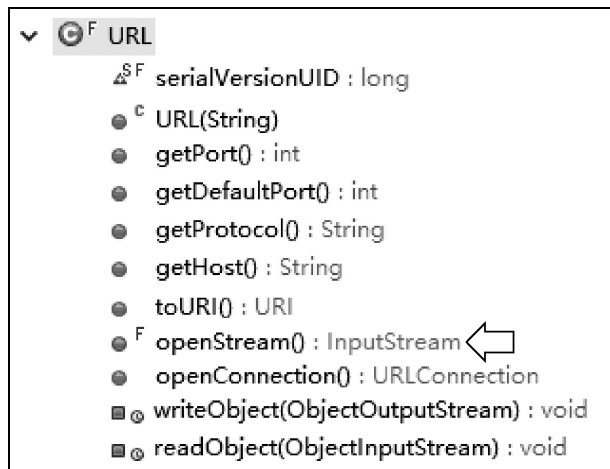 URL
serialVersionUID : long
URL(String)
getPort() : int
getDefaultPort() : int
getProtocol() : String
getHost() : String
toURI() : URI
openStream() : InputStream
openConnection() : URLConnection
writeObject(ObjectOutputStream) : void
readObject(ObjectInputStream) : void